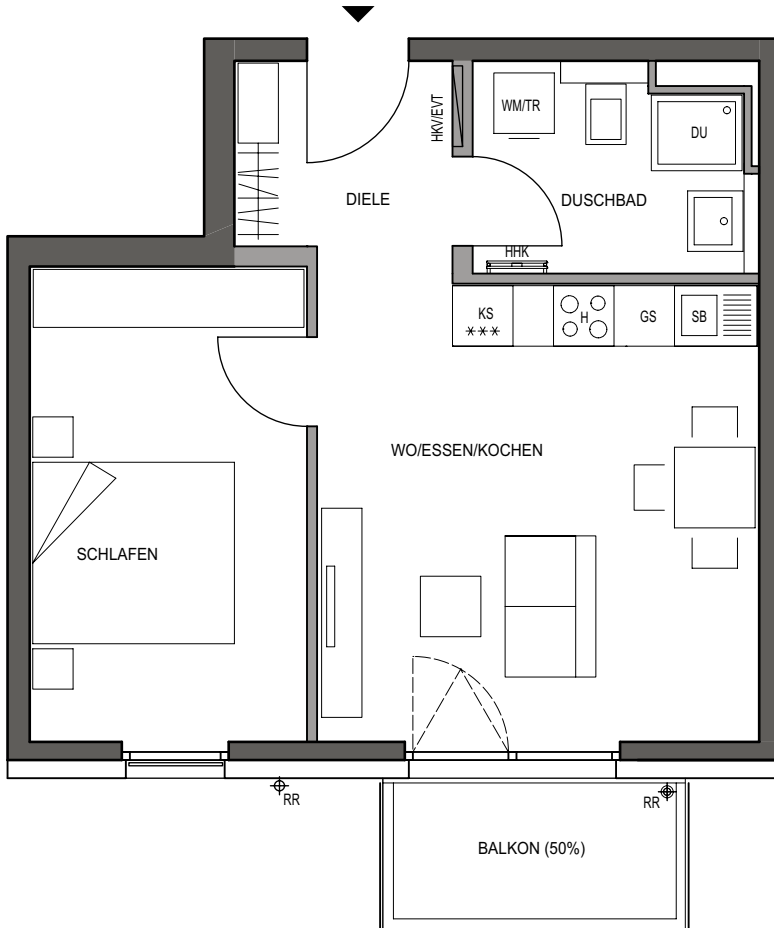 HKV/EVT
WM/TR
DU
DIELE
DUSCHBAD
HHK
KS
***
H
GS
SB
WO/ESSEN/KOCHEN
SCHLAFEN
RR
RR
BALKON (50%)